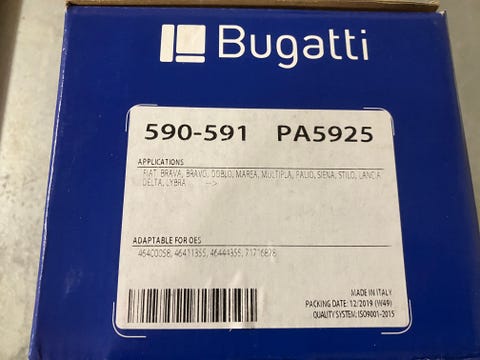 Bugatti
590-591 PA5925
APPLICATIONS
FIAT, BRAVA, BRAVO, DOBLO, MAREA, MULTIPLA, PALIO, SIENA, STILO, LANCIA
DELTA, LYBRA -->
ADAPTABLE FOR OES
46400058, 46411355, 46444355, 71716878
MADE IN ITALY
PACKING DATE: 12/2019 (W49)
QUALITY SYSTEM: ISO9001-2015